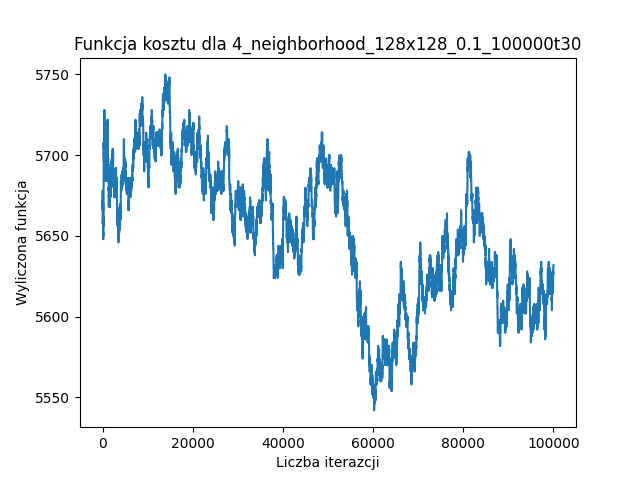 Funkcja kosztu dla 4_neighborhood_128x128_0.1_100000t30
5750
5700
5650
5600
5550
Wyliczona funkcja
0 20000 40000 60000 80000 100000
Liczba iterazcji